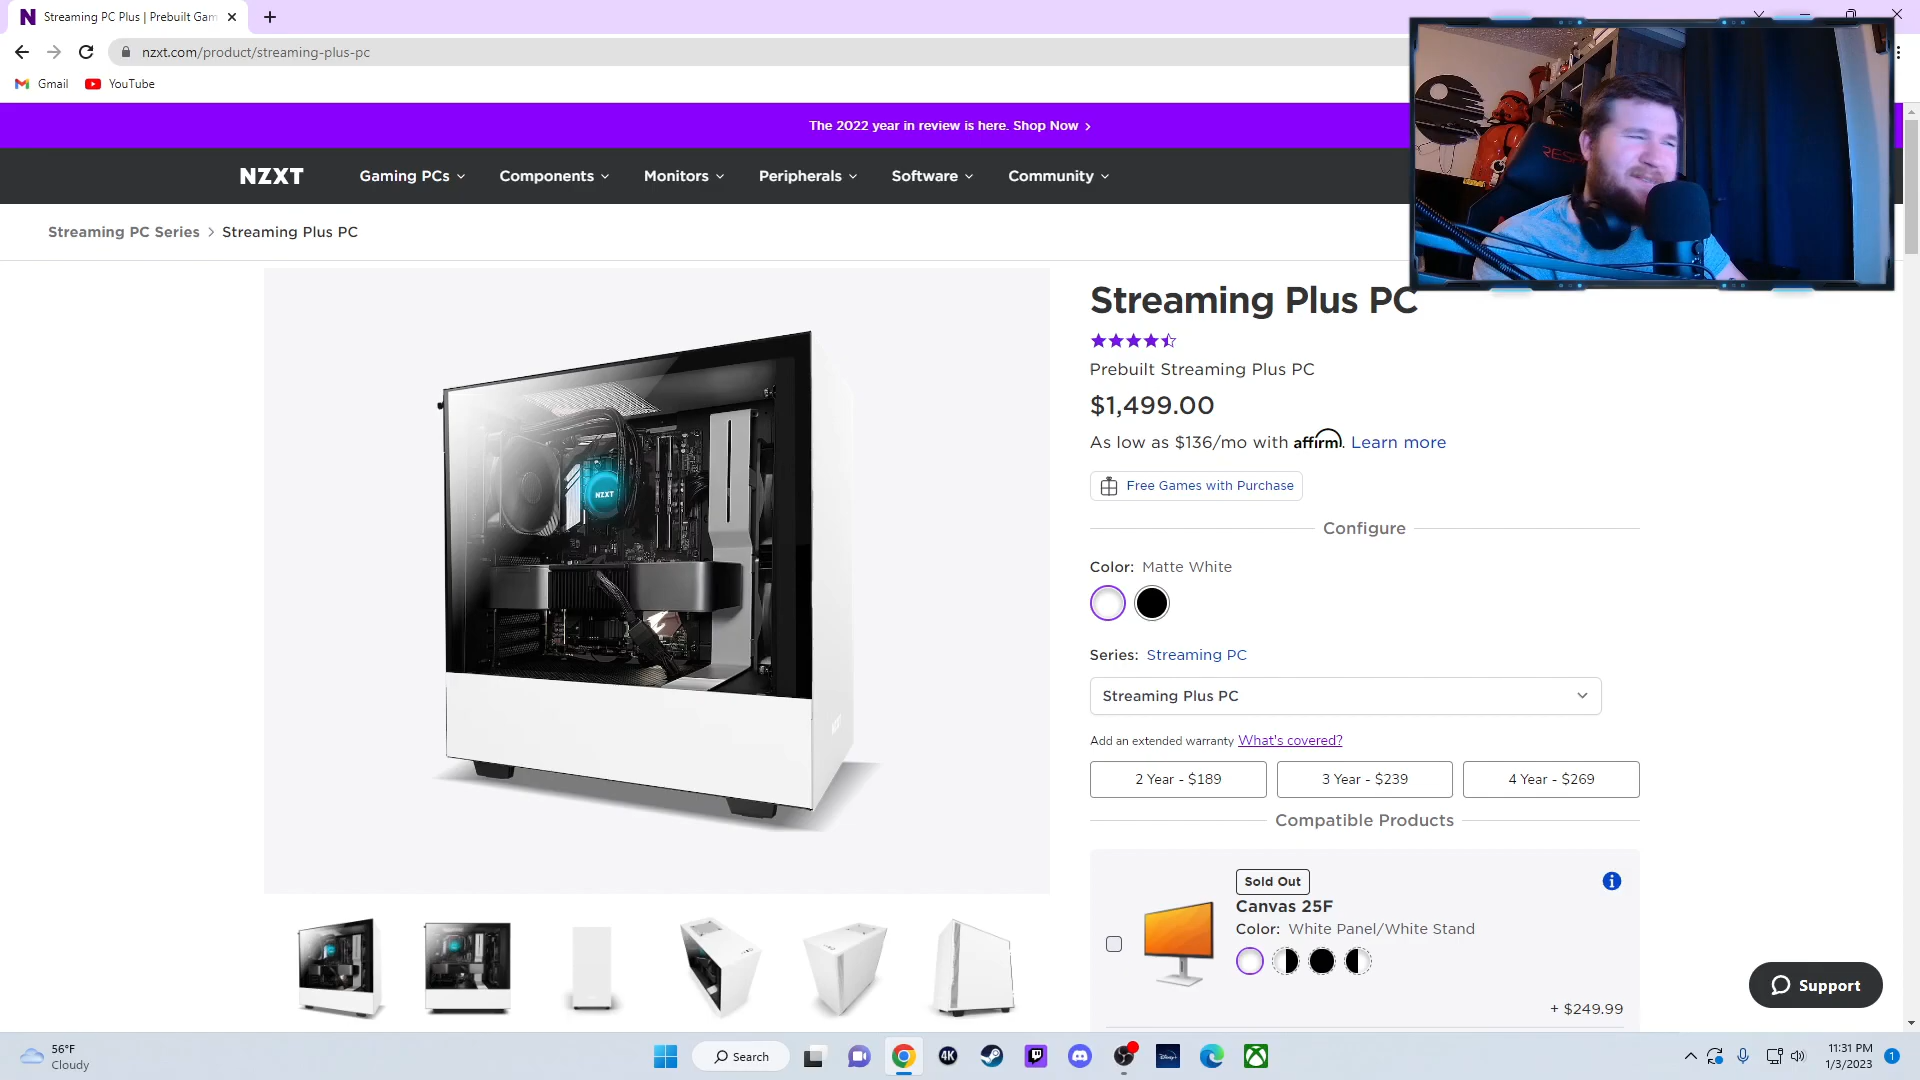 Streaming PC Plus | Prebuilt Gam
nzxt.com/product/streaming-plus-pc
Gmail
YouTube
The 2022 year in review is here. Shop Now
NZXT
Gaming PCs
Components
Monitors
Peripherals
Software
Community
Streaming PC Series > Streaming Plus PC
NZXT
Streaming Plus PC
Prebuilt Streaming Plus PC
$1,499.00
As low as $136/mo with affirm. Learn more
Free Games with Purchase
Configure
Color: Matte White
Series: Streaming PC
Streaming Plus PC
Add an extended warranty What's covered?
2 Year - $189
3 Year - $239
4 Year - $269
Compatible Products
Sold Out
Canvas 25F
Color: White Panel/White Stand
+ $249.99
Support
56°F
Cloudy
Search
4K
11:31 PM
1/3/2023
1